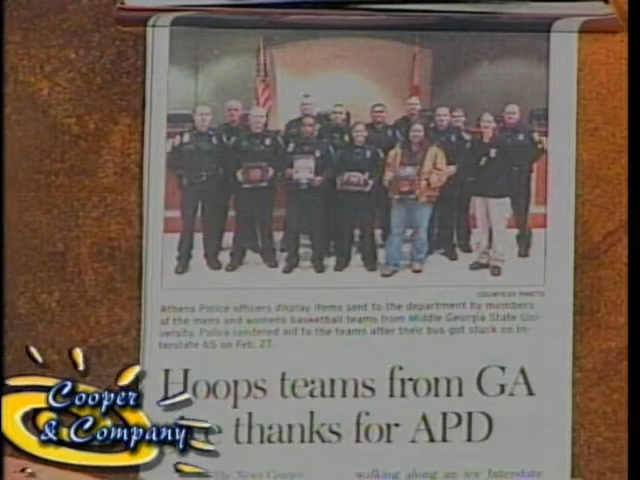 COURTESY PHOTO
Athens Police officers display items sent to the department by members
of the mens and womens basketball teams from Middle Georgia State Uni-
versity. Police rendered aid to the teams after their bus got stuck on In-
terstate 65 on Feb. 27.
Hoops teams from GA
thanks for APD
The News Courier
walking along an icy Interstate
Cooper
& Company